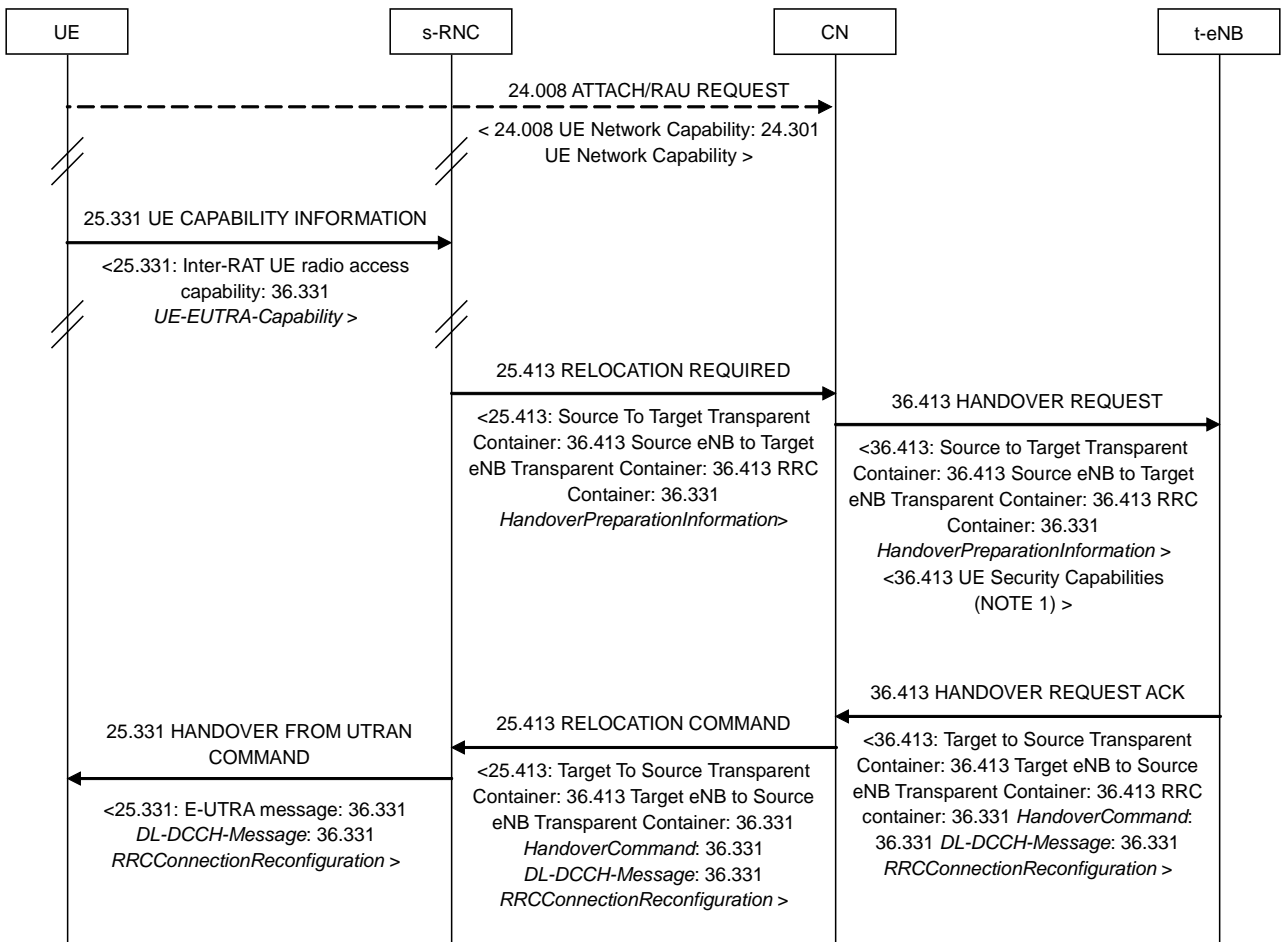 UE
s-RNC
CN
t-eNB
24.008 ATTACH/RAU REQUEST
< 24.008 UE Network Capability: 24.301
UE Network Capability >
25.331 UE CAPABILITY INFORMATION
<25.331: Inter-RAT UE radio access
capability: 36.331
UE-EUTRA-Capability >
25.413 RELOCATION REQUIRED
<25.413: Source To Target Transparent
Container: 36.413 Source eNB to Target
eNB Transparent Container: 36.413 RRC
Container: 36.331
HandoverPreparationInformation>
36.413 HANDOVER REQUEST
<36.413: Source to Target Transparent
Container: 36.413 Source eNB to Target
eNB Transparent Container: 36.413 RRC
Container: 36.331
HandoverPreparationInformation >
<36.413 UE Security Capabilities
(NOTE 1) >
36.413 HANDOVER REQUEST ACK
<36.413: Target to Source Transparent
Container: 36.413 Target eNB to Source
eNB Transparent Container: 36.413 RRC
container: 36.331 HandoverCommand:
36.331 DL-DCCH-Message: 36.331
RRCConnectionReconfiguration >
25.413 RELOCATION COMMAND
<25.413: Target To Source Transparent
Container: 36.413 Target eNB to Source
eNB Transparent Container: 36.331
HandoverCommand: 36.331
DL-DCCH-Message: 36.331
RRCConnectionReconfiguration >
25.331 HANDOVER FROM UTRAN
COMMAND
<25.331: E-UTRA message: 36.331
DL-DCCH-Message: 36.331
RRCConnectionReconfiguration >